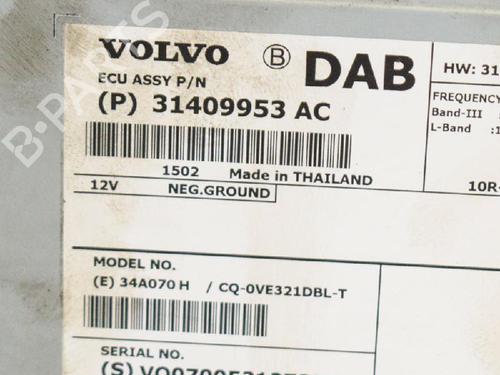 VOLVO Ⓑ DAB
HW: 31
ECU ASSY P/N
(P) 31409953 AC
FREQUENCY
Band-III
L-Band :1
1502 Made in THAILAND
12V NEG.GROUND
10R-
MODEL NO.
(E) 34A070 H / CQ-0VE321DBL-T
SERIAL NO.
B-PARTS